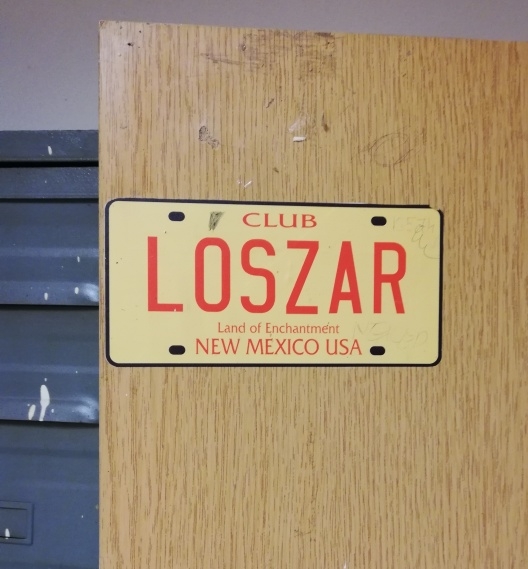 CLUB
LOSZAR
Land of Enchantment
NEW MEXICO USA